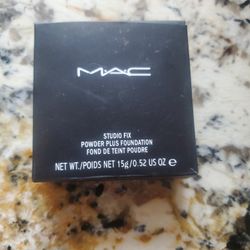 MAC
STUDIO FIX
POWDER PLUS FOUNDATION
FOND DE TEINT POUDRE
NET WT./POIDS NET 15g/0.52 US OZ e